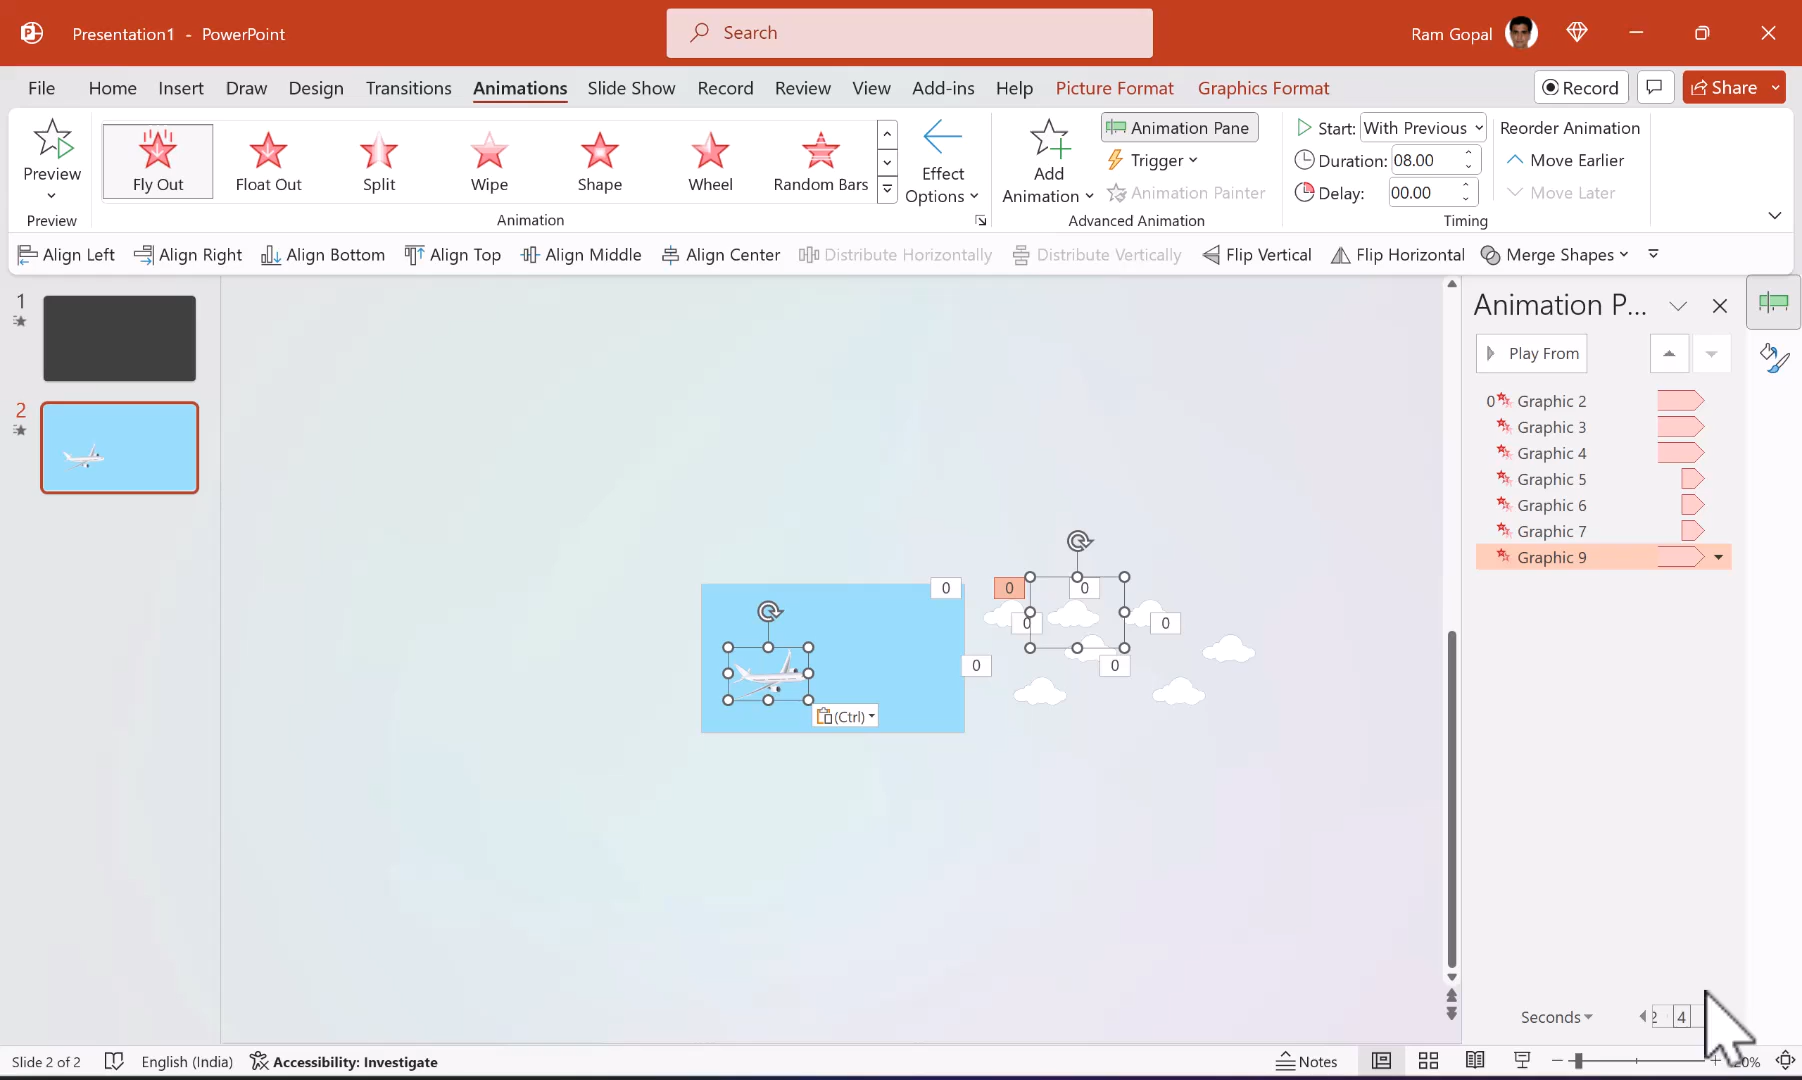 Presentation1 - PowerPoint
Search
Ram Gopal
File Home Insert Draw Design Transitions Animations Slide Show Record Review View Add-ins Help Picture Format Graphics Format
Record
Share
Preview
Preview
Fly Out Float Out Split Wipe Shape Wheel Random Bars
Animation
Effect
Options
Add
Animation
Animation Pane
Trigger
Animation Painter
Advanced Animation
Start: With Previous
Duration: 08.00
Delay: 00.00
Timing
Reorder Animation
Move Earlier
Move Later
Align Left Align Right Align Bottom Align Top Align Middle Align Center Distribute Horizontally Distribute Vertically Flip Vertical Flip Horizontal Merge Shapes
1
2
0 0 0
0 0
0 0
(Ctrl)
Animation P...
Play From
0 Graphic 2
Graphic 3
Graphic 4
Graphic 5
Graphic 6
Graphic 7
Graphic 9
Seconds 2 4
Slide 2 of 2 English (India) Accessibility: Investigate Notes